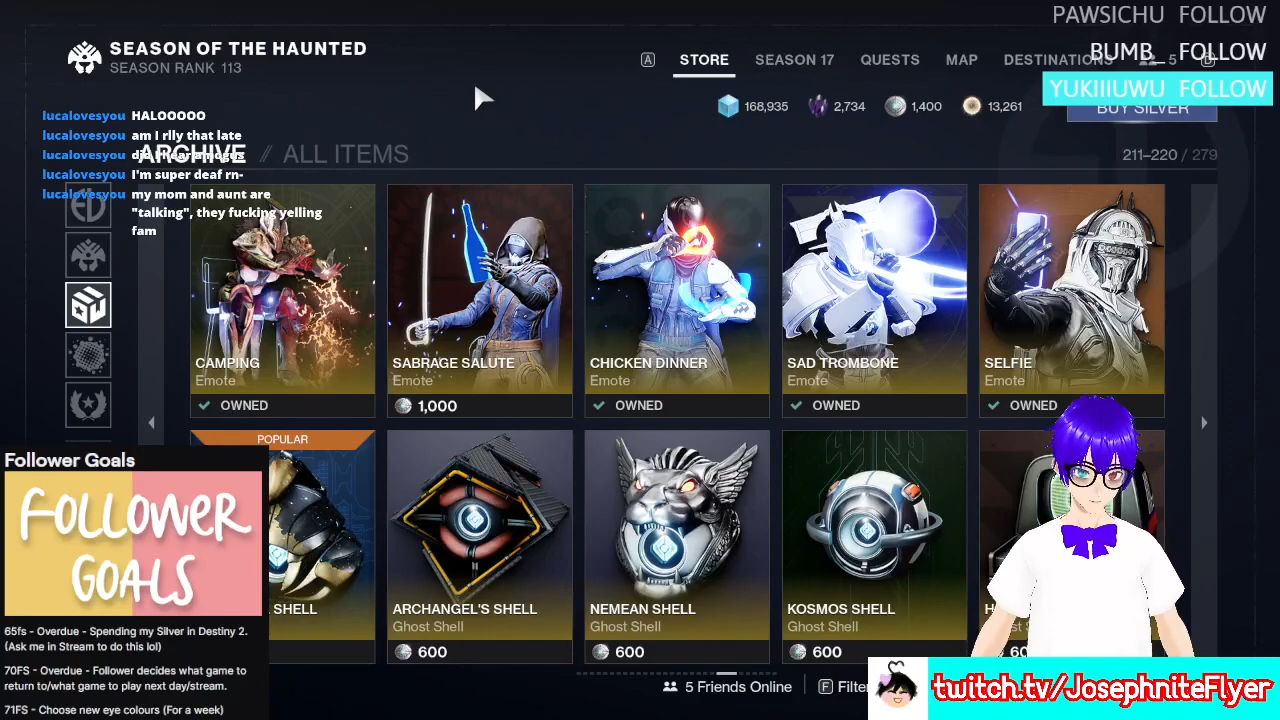 PAWSICHU FOLLOW
BUMB_ FOLLOW
YUKIIIUWU FOLLOW
SEASON OF THE HAUNTED
SEASON RANK 113
A STORE SEASON 17 QUESTS MAP DESTINATIONS 5 D
168,935 2,734 1,400 13,261 BUY SILVER
lucalovesyou HALOOOOO
lucalovesyou am I rlly that late
lucalovesyou did I hear amogus
lucalovesyou I'm super deaf rn-
lucalovesyou my mom and aunt are
"talking", they fucking yelling
fam
ARCHIVE // ALL ITEMS
211–220 / 279
CAMPING
Emote
OWNED
SABRAGE SALUTE
Emote
1,000
CHICKEN DINNER
Emote
OWNED
SAD TROMBONE
Emote
OWNED
SELFIE
Emote
OWNED
POPULAR
SHELL
ARCHANGEL'S SHELL
Ghost Shell
600
NEMEAN SHELL
Ghost Shell
600
KOSMOS SHELL
Ghost Shell
600
Follower Goals
FOLLOWER
GOALS
65fs - Overdue - Spending my Silver in Destiny 2.
(Ask me in Stream to do this lol)
70FS - Overdue - Follower decides what game to
return to/what game to play next day/stream.
71FS - Choose new eye colours (For a week)
5 Friends Online
F Filter
twitch.tv/JosephniteFlyer